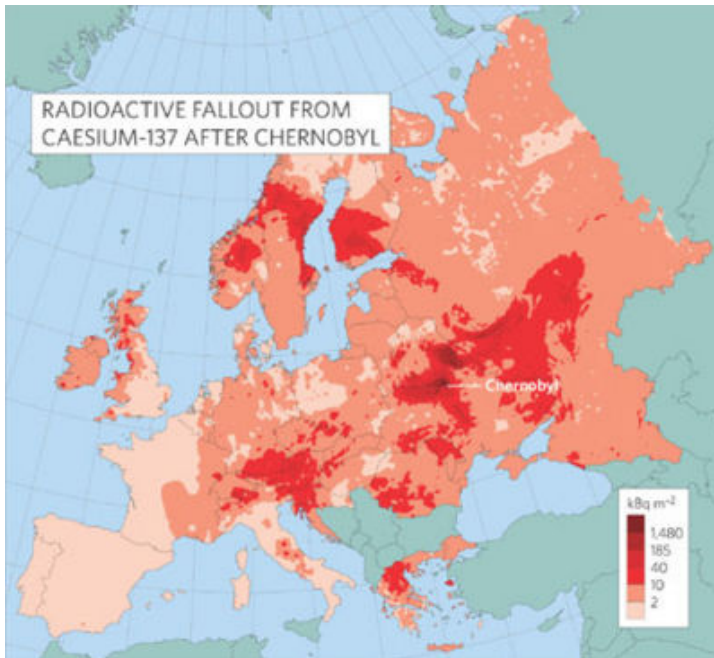 RADIOACTIVE FALLOUT FROM
CAESIUM-137 AFTER CHERNOBYL
Chernobyl
kBq m⁻²
1,480
185
40
10
2